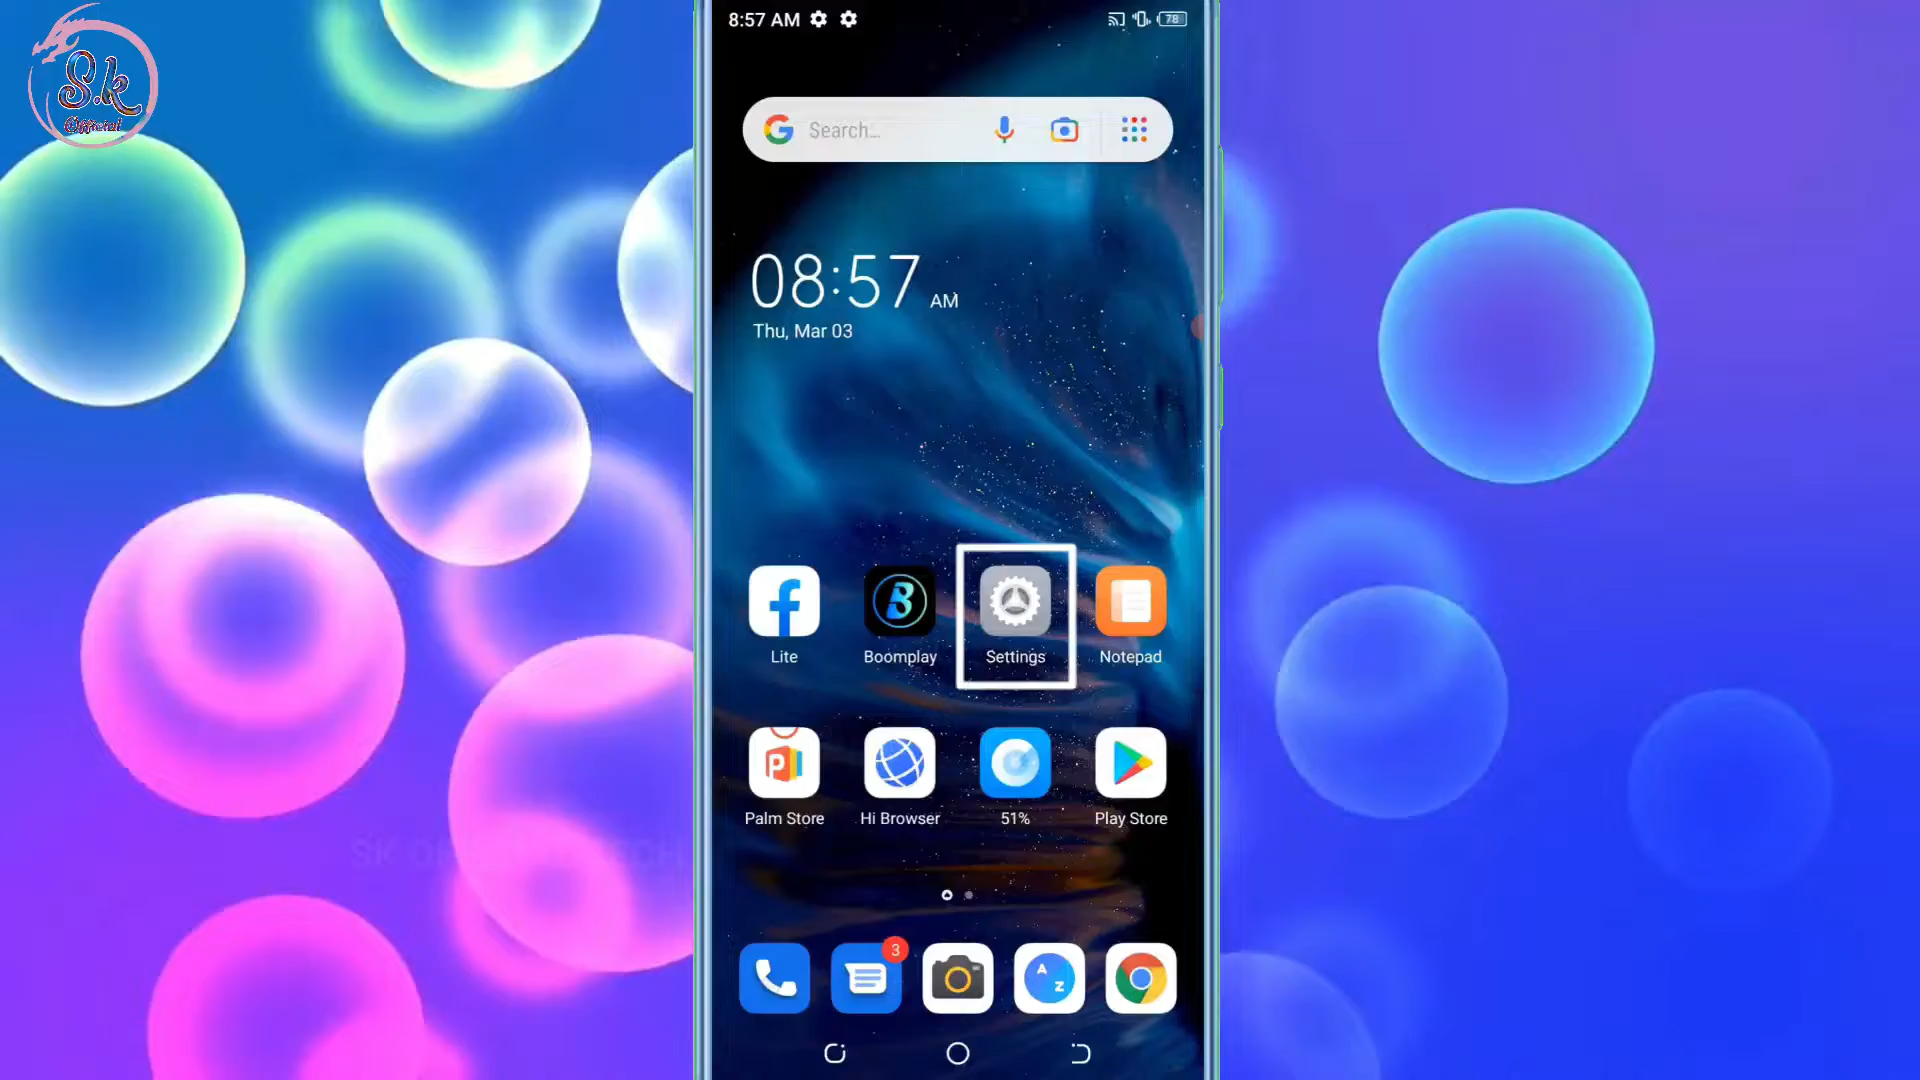 S.k
Official
8:57 AM
78
Search...
08:57 AM
Thu, Mar 03
Lite
Boomplay
Settings
Notepad
Palm Store
Hi Browser
51%
Play Store
3
A
Z